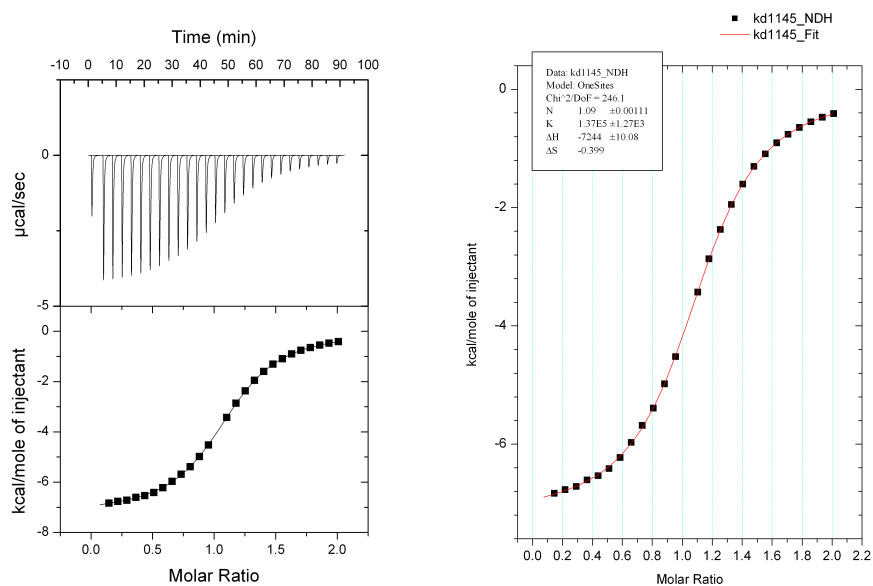 Time (min)
-10 0 10 20 30 40 50 60 70 80 90 100
0
-5
µcal/sec
0
-2
-4
-6
-8
kcal/mole of injectant
0.0 0.5 1.0 1.5 2.0
Molar Ratio
kd1145_NDH
kd1145_Fit
Data: kd1145_NDH
Model: OneSites
Chi^2/DoF = 246.1
N 1.09 ±0.00111
K 1.37E5 ±1.27E3
ΔH -7244 ±10.08
ΔS -0.399
0
-2
-4
-6
kcal/mole of injectant
0.0 0.2 0.4 0.6 0.8 1.0 1.2 1.4 1.6 1.8 2.0 2.2
Molar Ratio